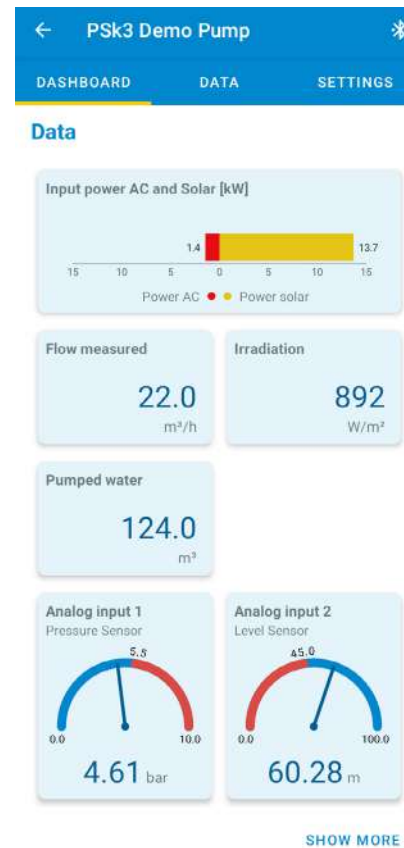 PSk3 Demo Pump
DASHBOARD DATA SETTINGS
Data
Input power AC and Solar [kW]
1.4 13.7
15 10 5 0 5 10 15
Power AC Power solar
Flow measured
22.0
m³/h
Irradiation
892
W/m²
Pumped water
124.0
m³
Analog input 1
Pressure Sensor
5.5
0.0 10.0
4.61 bar
Analog input 2
Level Sensor
45.0
0.0 100.0
60.28 m
SHOW MORE